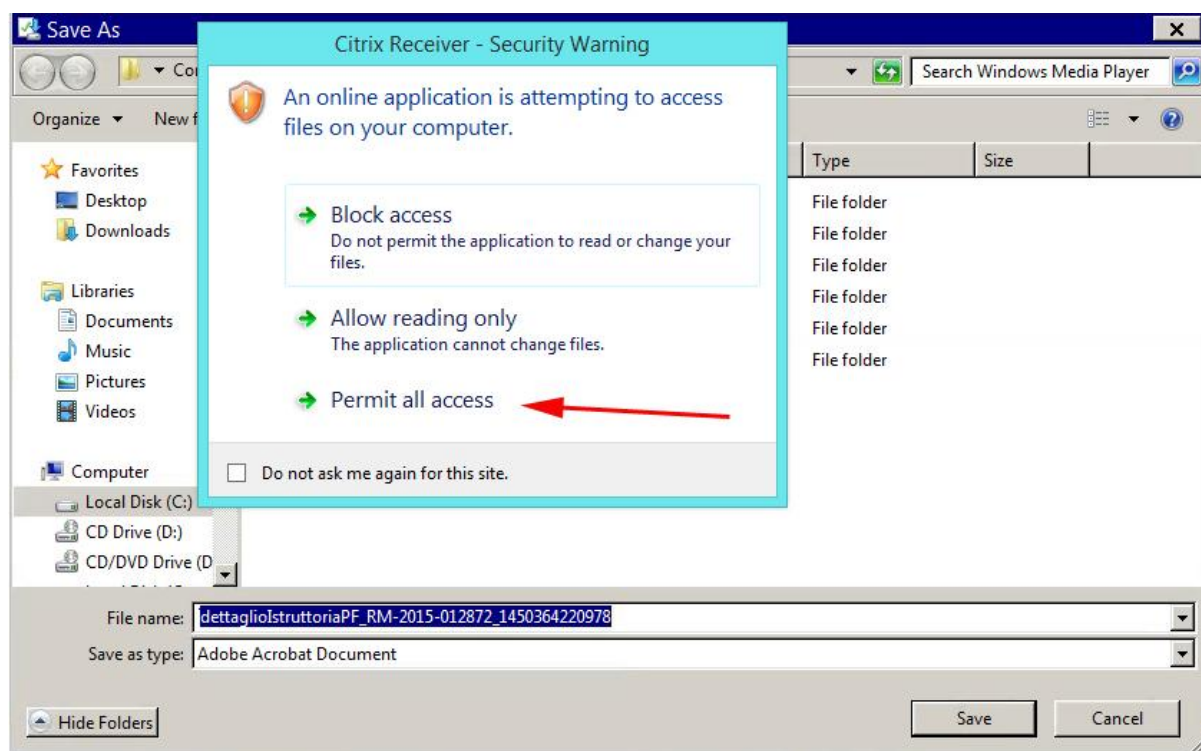 Save As
Citrix Receiver - Security Warning
Search Windows Media Player
Organize
An online application is attempting to access
files on your computer.
Type
Size
Favorites
Desktop
Downloads
Libraries
Documents
Music
Pictures
Videos
Computer
Local Disk (C:)
CD Drive (D:)
CD/DVD Drive (D
Block access
Do not permit the application to read or change your
files.
Allow reading only
The application cannot change files.
Permit all access
Do not ask me again for this site.
File folder
File folder
File folder
File folder
File folder
File folder
File name: dettaglioIstruttoriaPF_RM-2015-012872_1450364220978
Save as type: Adobe Acrobat Document
Hide Folders
Save
Cancel